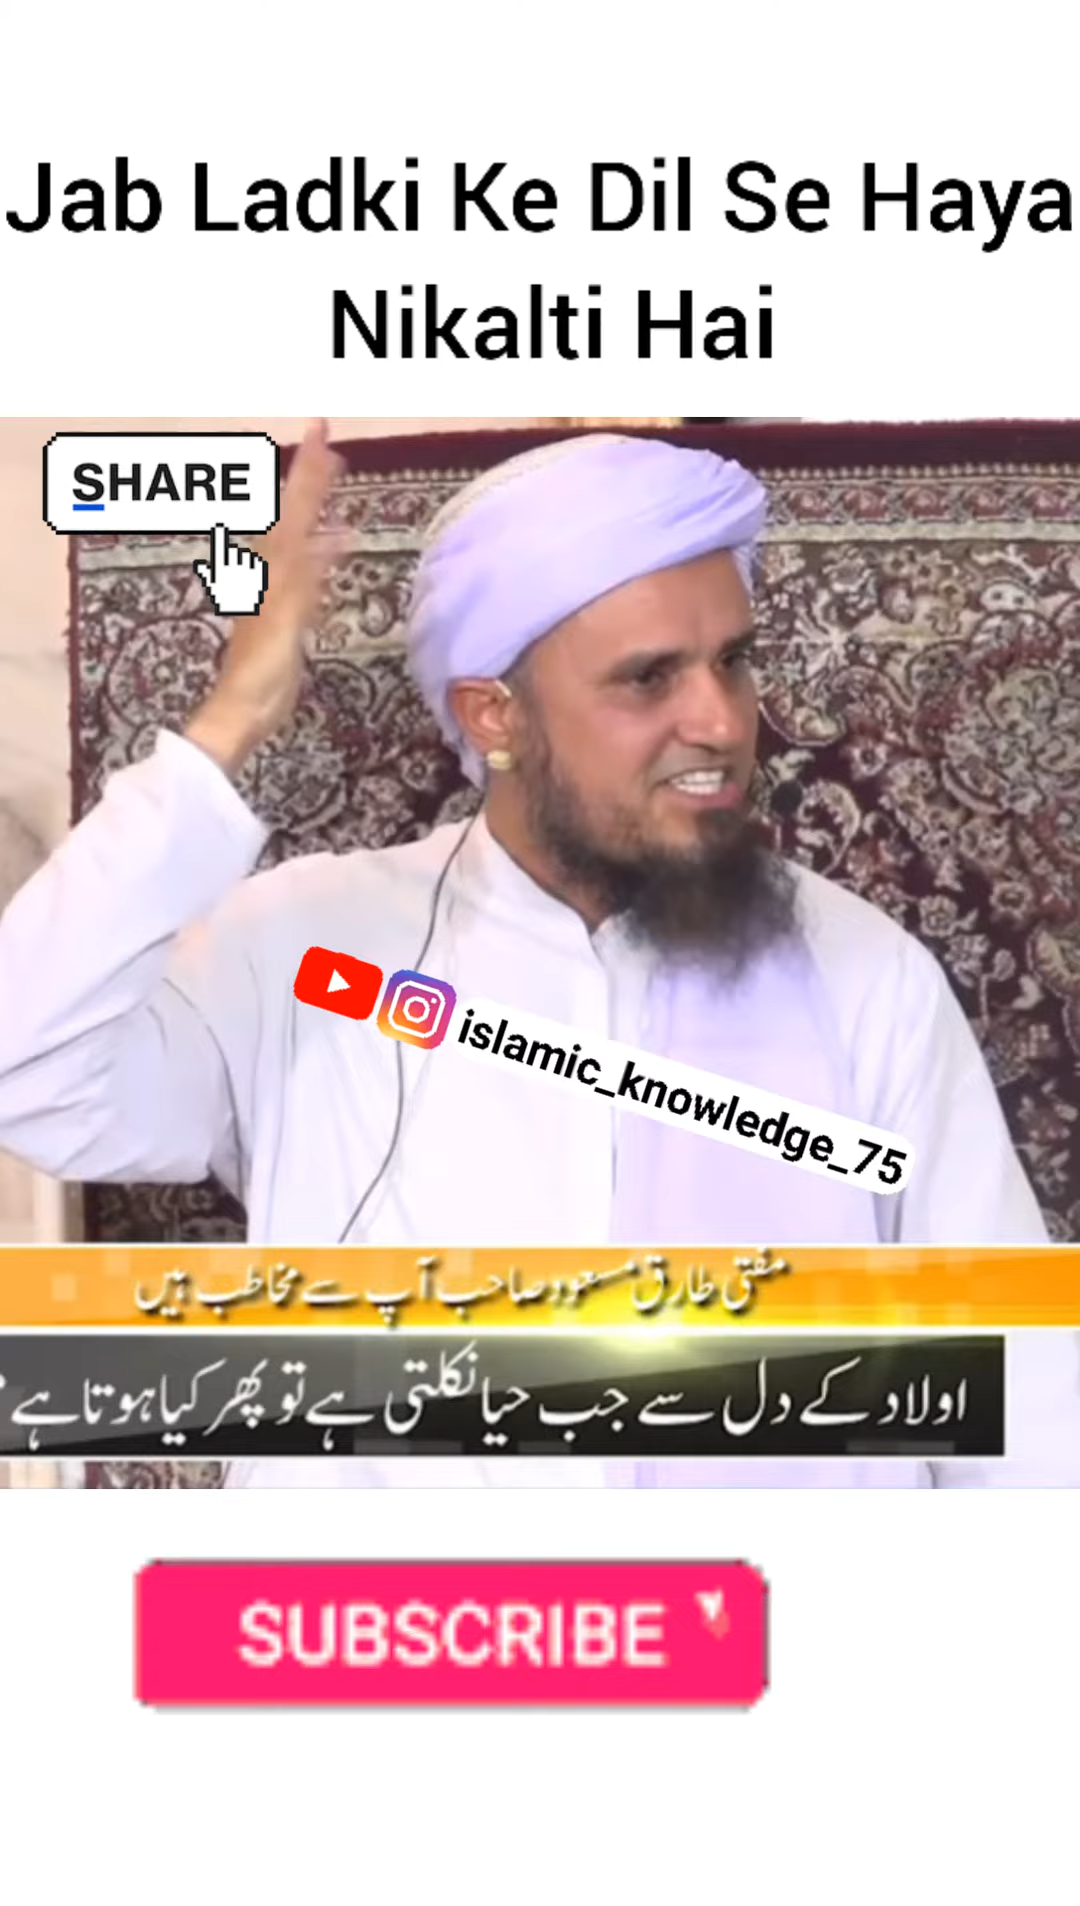 Jab Ladki Ke Dil Se Haya
Nikalti Hai
SHARE
islamic_knowledge_75
مفتی طارق مسعود صاحب آپ سے مخاطب ہیں
اولاد کے دل سے جب حیا نکلتی ہے تو پھر کیا ہوتا ہے
SUBSCRIBE